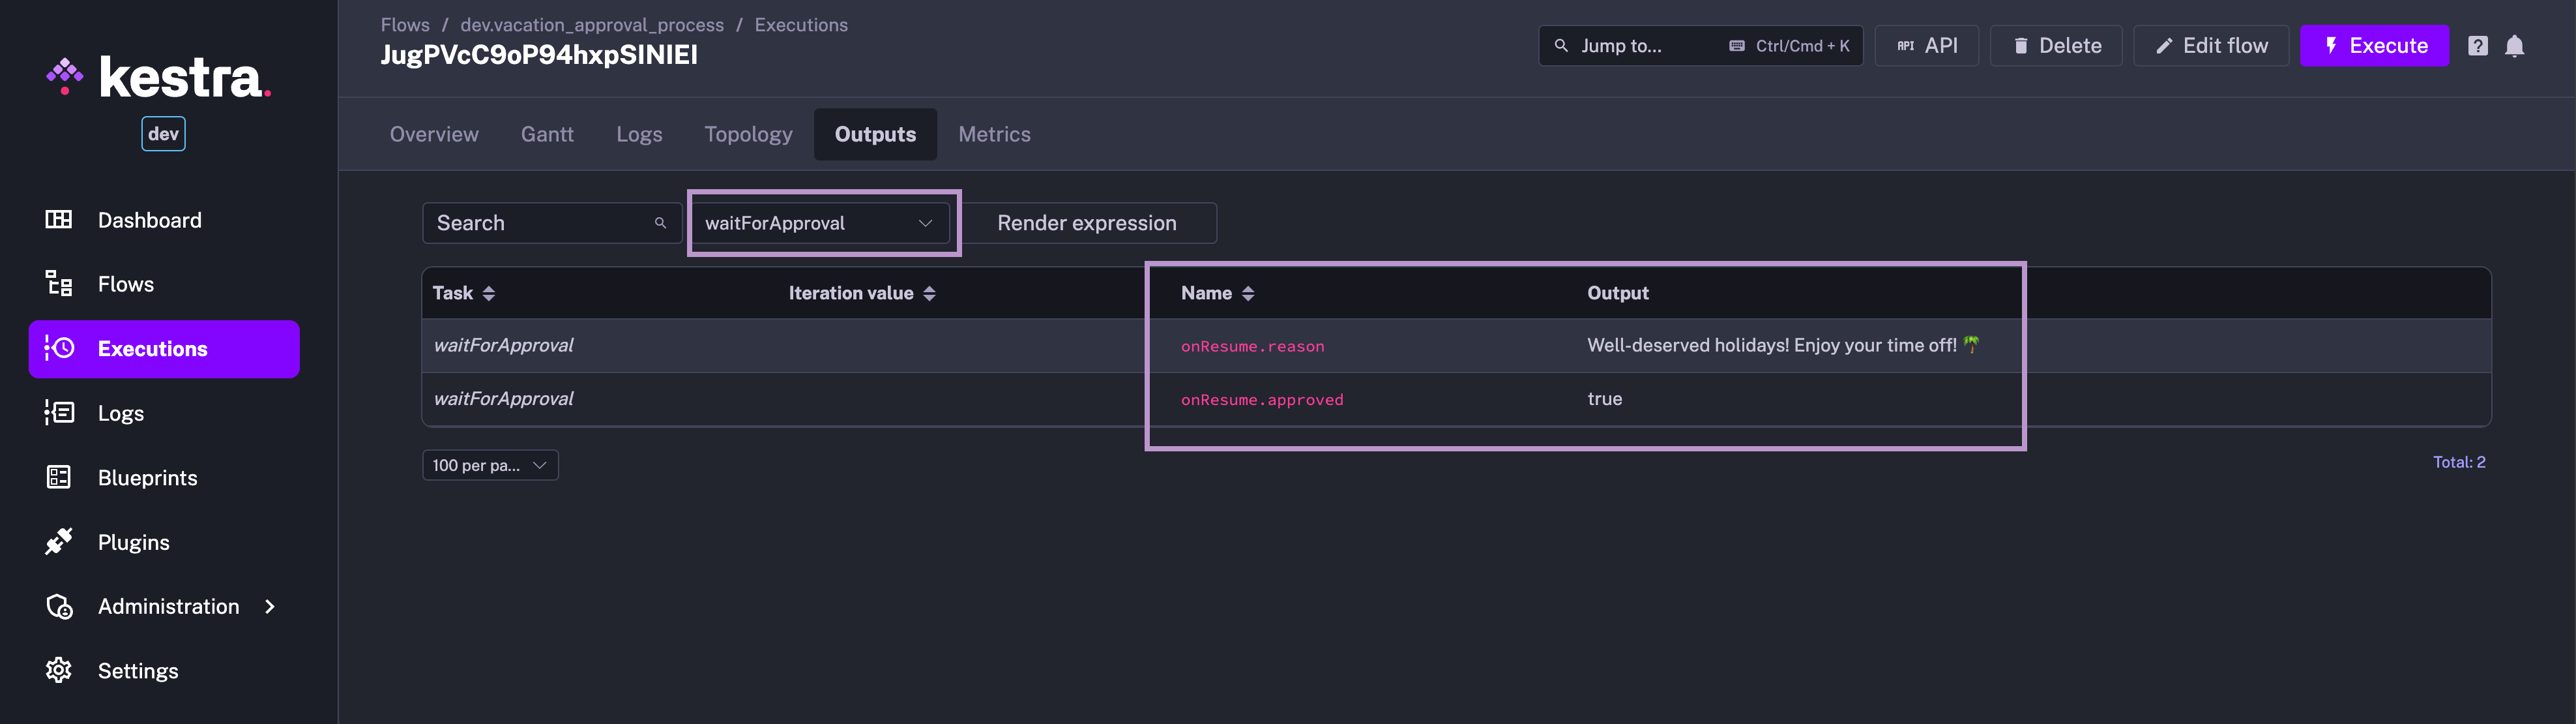 kestra.
dev
Dashboard
Flows
Executions
Logs
Blueprints
Plugins
Administration
Settings
Flows / dev.vacation_approval_process / Executions
JugPVcC9oP94hxpSINIEI
Jump to... Ctrl/Cmd + K
API API
Delete
Edit flow
Execute
?
Overview Gantt Logs Topology Outputs Metrics
Search waitForApproval Render expression
Task Iteration value Name Output
waitForApproval onResume.reason Well-deserved holidays! Enjoy your time off! 🌴
waitForApproval onResume.approved true
100 per pa...
Total: 2